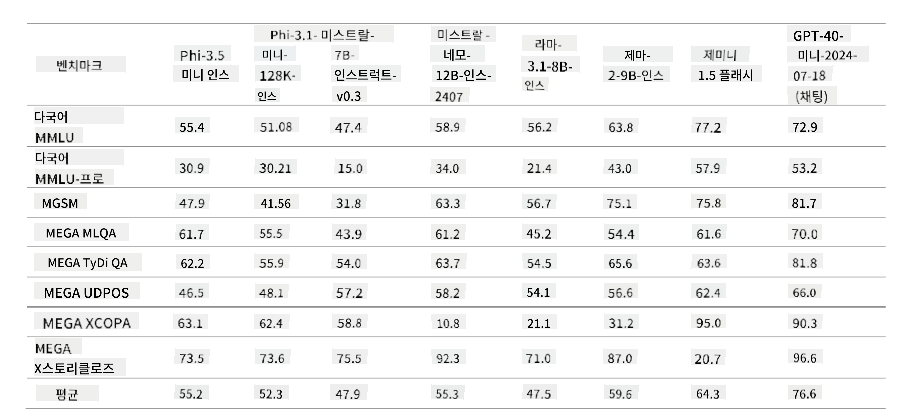 벤치마크 Phi-3.5 미니 인스 Phi-3.1- 미니- 128K- 인스 미스트랄- 7B- 인스트럭트- v0.3 미스트랄- 네모- 12B-인스- 2407 라마- 3.1-8B- 인스 제마- 2-9B-인스 제미니 1.5 플래시 GPT-40- 미니-2024- 07-18 (채팅)
다국어 MMLU 55.4 51.08 47.4 58.9 56.2 63.8 77.2 72.9
다국어 MMLU-프로 30.9 30.21 15.0 34.0 21.4 43.0 57.9 53.2
MGSM 47.9 41.56 31.8 63.3 56.7 75.1 75.8 81.7
MEGA MLQA 61.7 55.5 43.9 61.2 45.2 54.4 61.6 70.0
MEGA TyDi QA 62.2 55.9 54.0 63.7 54.5 65.6 63.6 81.8
MEGA UDPOS 46.5 48.1 57.2 58.2 54.1 56.6 62.4 66.0
MEGA XCOPA 63.1 62.4 58.8 10.8 21.1 31.2 95.0 90.3
MEGA X스토리클로즈 73.5 73.6 75.5 92.3 71.0 87.0 20.7 96.6
평균 55.2 52.3 47.9 55.3 47.5 59.6 64.3 76.6